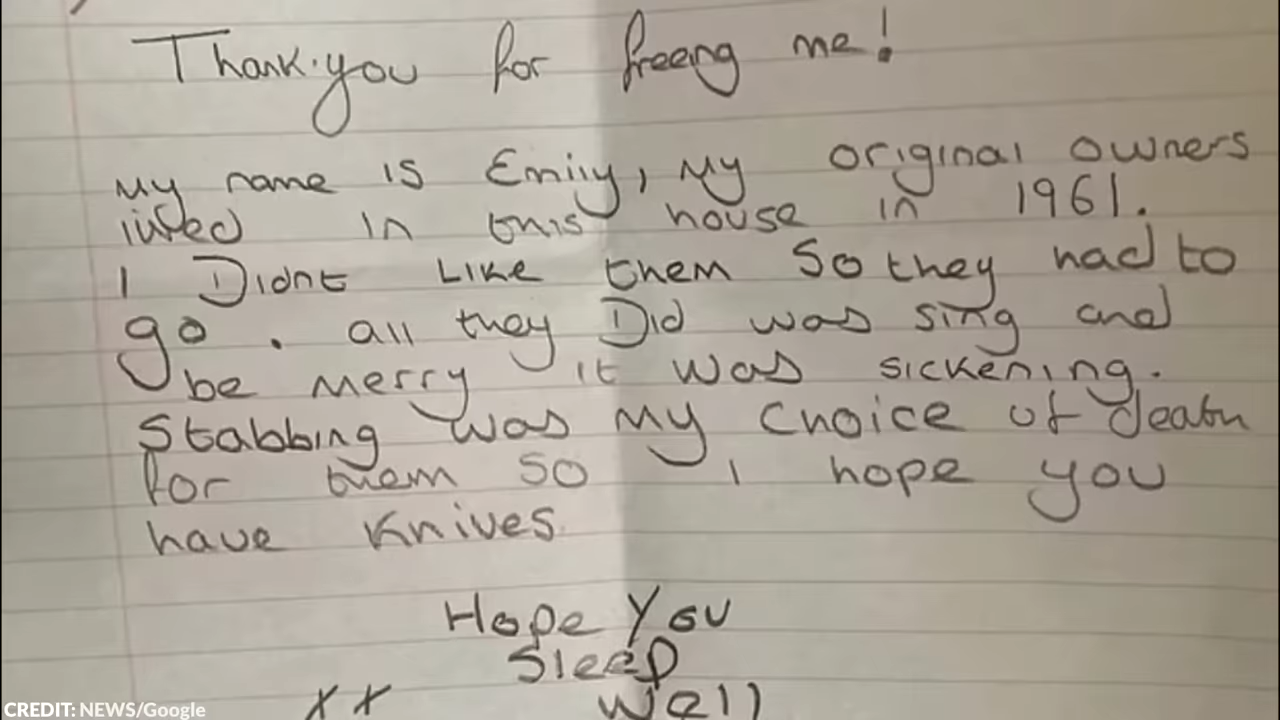 Thank.you for freeing me!
My name is Emily, My original owners
lived in this house in 1961.
I Didnt Like them So they had to
go. all they Did was sing and
be merry it was sickening.
Stabbing was My Choice of death
for them so I hope you
have Knives
Hope You
Sleep
xx Well
CREDIT: NEWS/Google